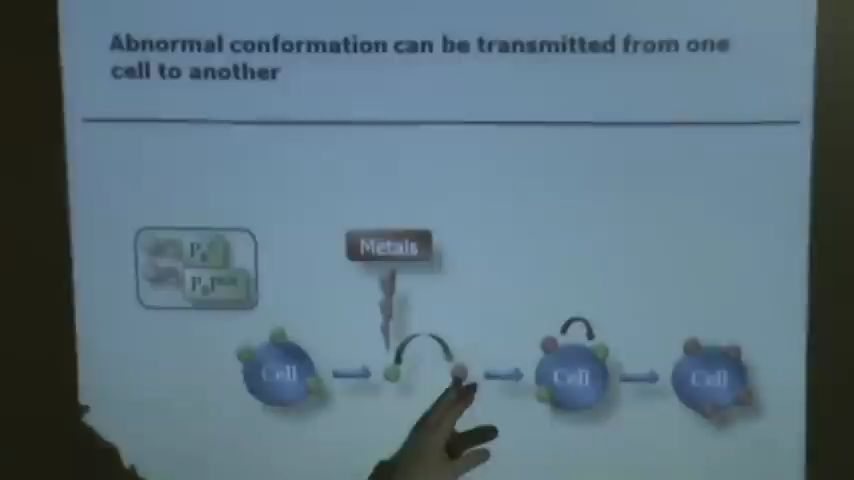 Abnormal conformation can be transmitted from one
cell to another
Metals
Cell
Cell
Cell